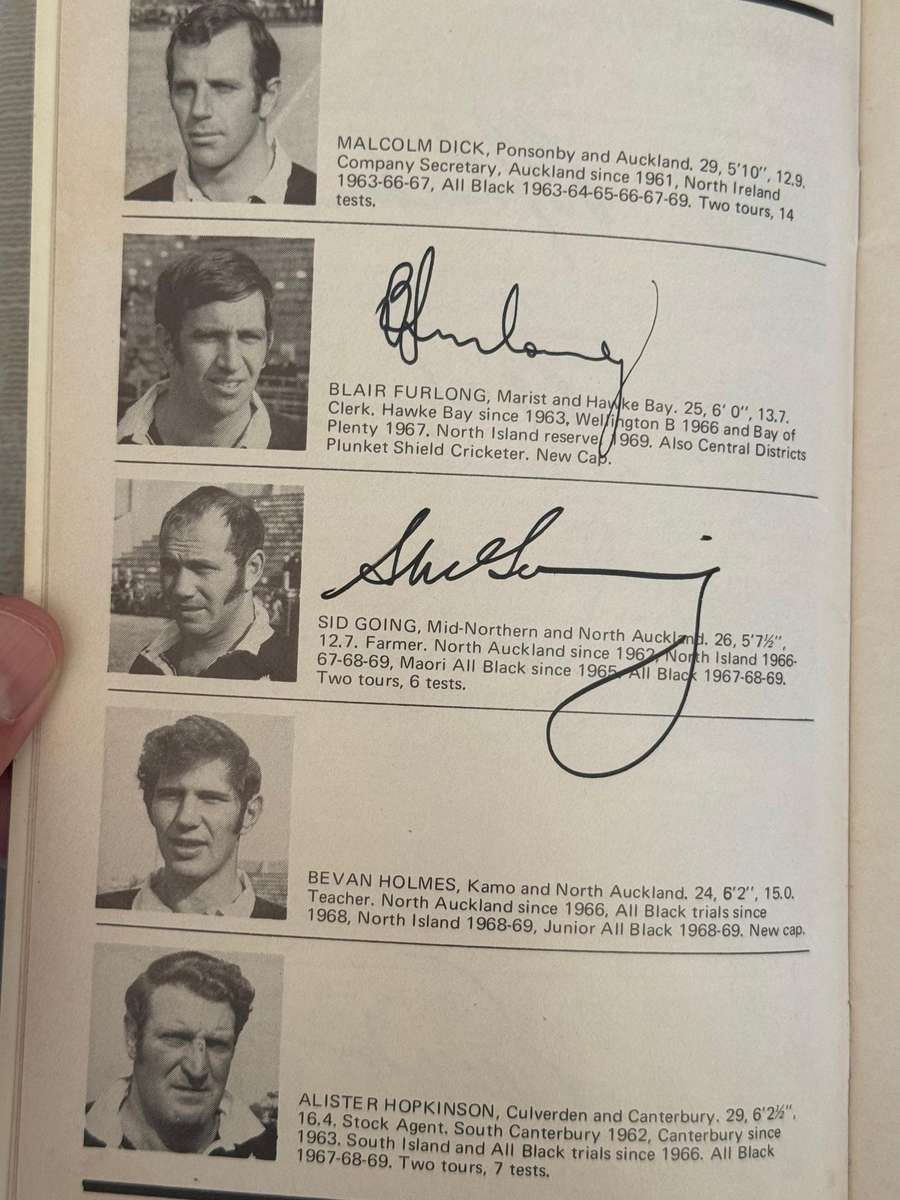 MALCOLM DICK, Ponsonby and Auckland. 29, 5'10", 12.9.
Company Secretary, Auckland since 1961, North Ireland
1963-66-67, All Black 1963-64-65-66-67-69. Two tours, 14
tests.
B Furlong
BLAIR FURLONG, Marist and Hawke Bay. 25, 6' 0", 13.7.
Clerk. Hawke Bay since 1963, Wellington B 1966 and Bay of
Plenty 1967. North Island reserve, 1969. Also Central Districts
Plunket Shield Cricketer. New Cap.
Sid Going
SID GOING, Mid-Northern and North Auckland. 26, 5'7½",
12.7. Farmer. North Auckland since 1962, North Island 1966-
67-68-69, Maori All Black since 1965, All Black 1967-68-69.
Two tours, 6 tests.
BEVAN HOLMES, Kamo and North Auckland. 24, 6'2", 15.0.
Teacher. North Auckland since 1966, All Black trials since
1968, North Island 1968-69, Junior All Black 1968-69. New cap.
ALISTER HOPKINSON, Culverden and Canterbury. 29, 6'2½".
16.4, Stock Agent. South Canterbury 1962, Canterbury since
1963. South Island and All Black trials since 1966. All Black
1967-68-69. Two tours, 7 tests.